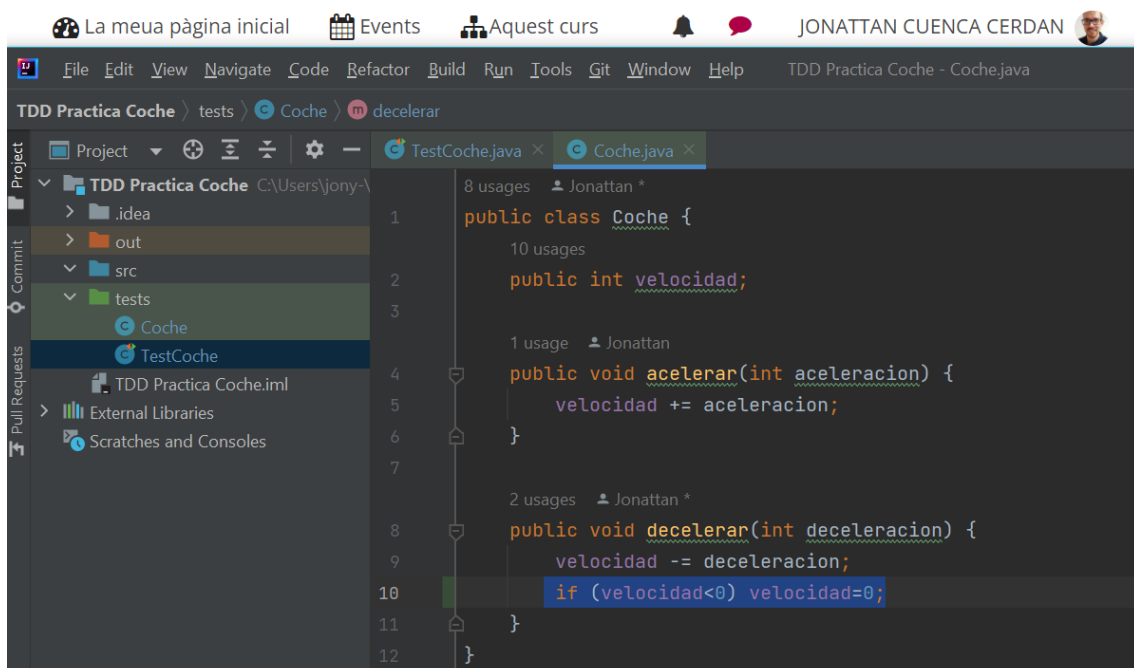 La meua pàgina inicial Events Aquest curs JONATTAN CUENCA CERDAN
File Edit View Navigate Code Refactor Build Run Tools Git Window Help TDD Practica Coche - Coche.java
TDD Practica Coche tests Coche decelerar
Project
Commit
Pull Requests
Project
TDD Practica Coche C:\Users\jony-\
.idea
out
src
tests
Coche
TestCoche
TDD Practica Coche.iml
External Libraries
Scratches and Consoles
TestCoche.java Coche.java
8 usages Jonattan *
1 public class Coche {
10 usages
2 public int velocidad;
3
1 usage Jonattan
4 public void acelerar(int aceleracion) {
5 velocidad += aceleracion;
6 }
7
2 usages Jonattan *
8 public void decelerar(int deceleracion) {
9 velocidad -= deceleracion;
10 if (velocidad<0) velocidad=0;
11 }
12 }